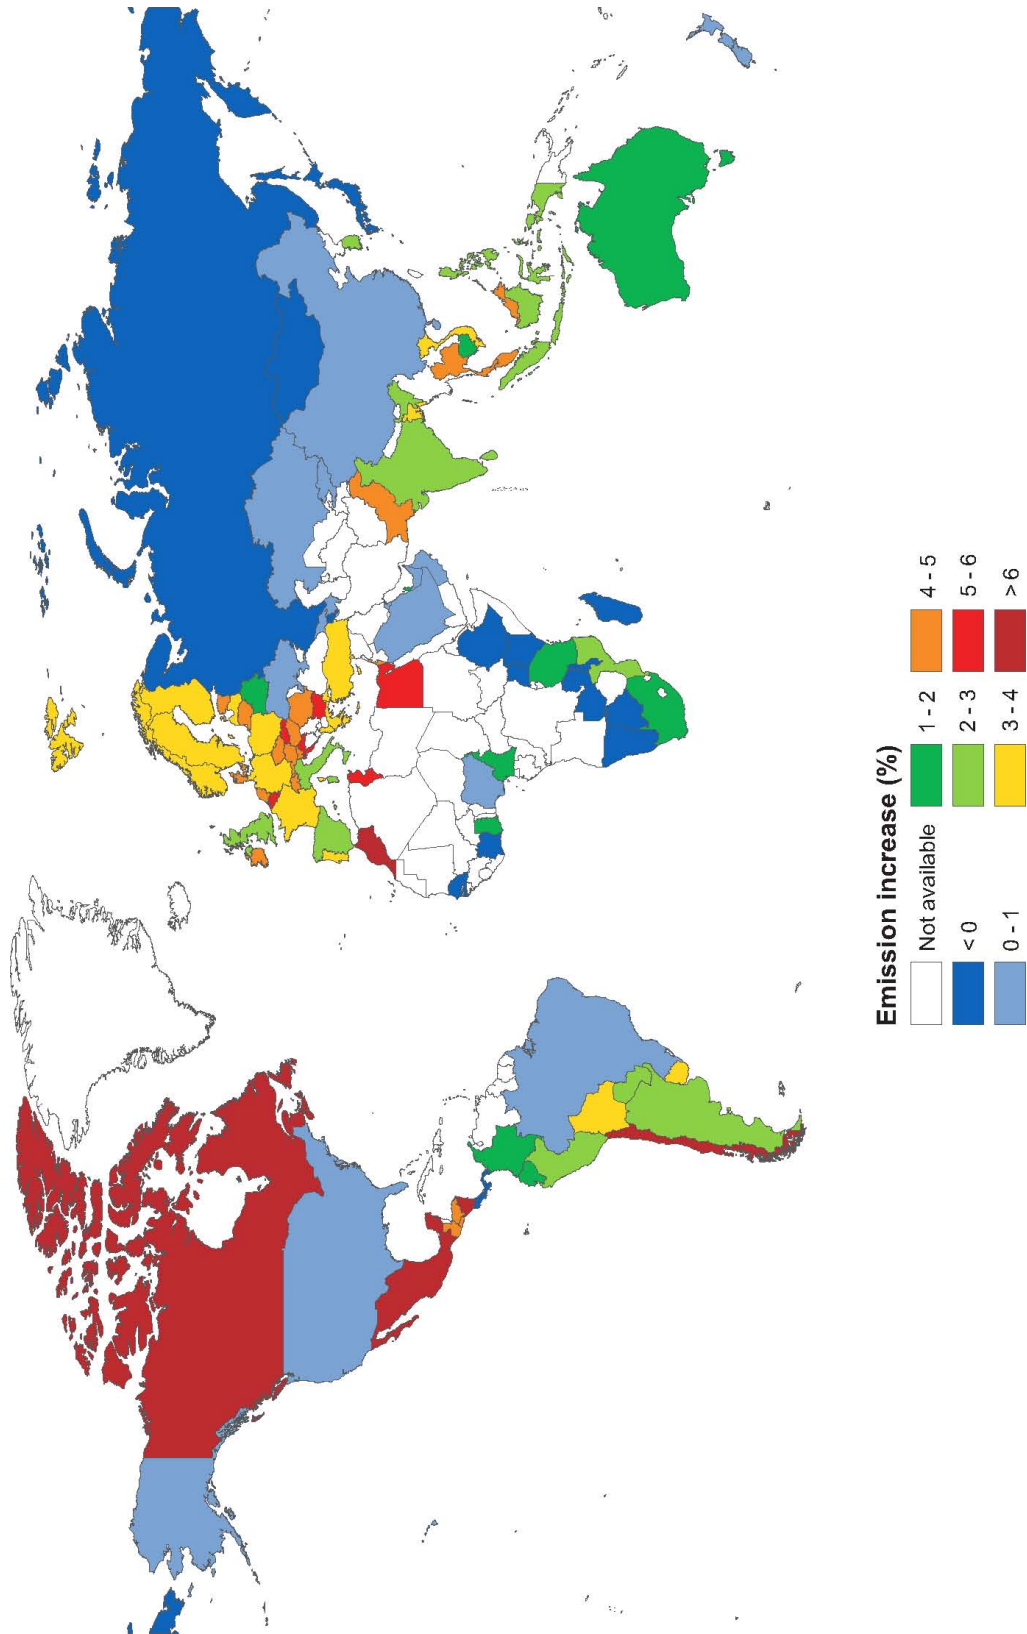 Emission increase (%)
Not available
1 - 2
4 - 5
< 0
2 - 3
5 - 6
0 - 1
3 - 4
> 6